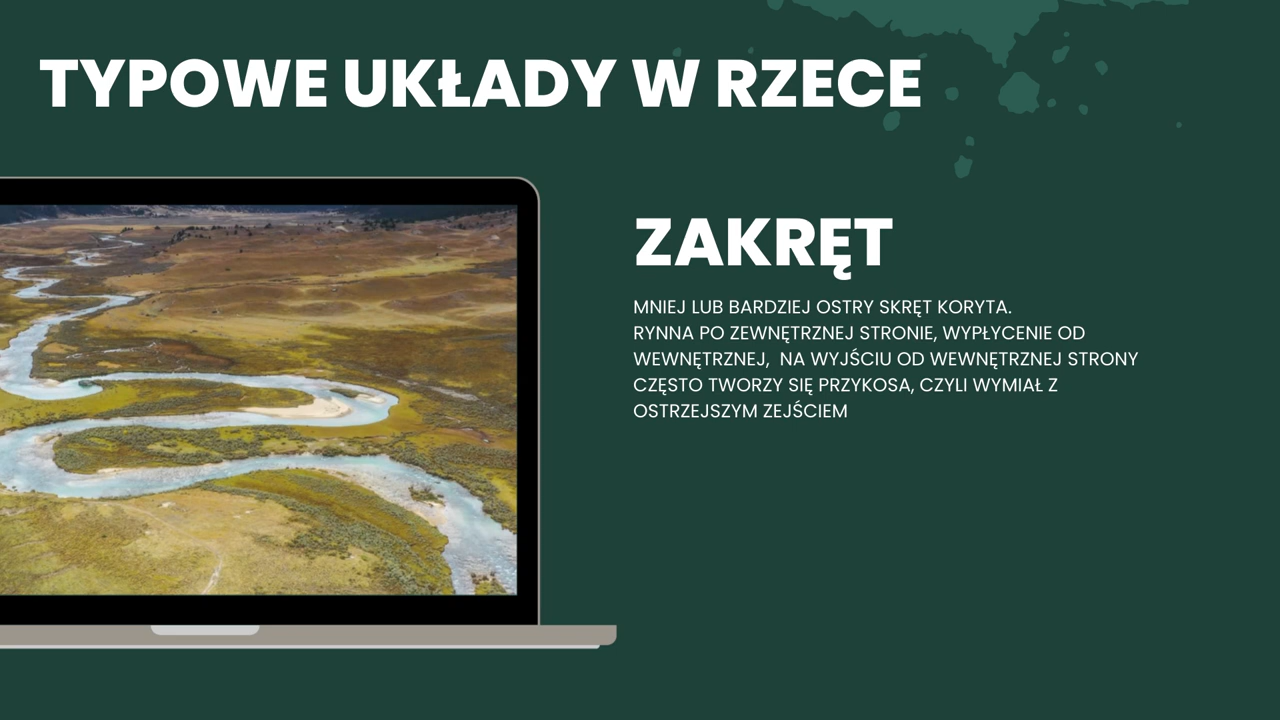 TYPOWE UKŁADY W RZECE
ZAKRĘT
MNIEJ LUB BARDZIEJ OSTRY SKRĘT KORYTA.
RYNNA PO ZEWNĘTRZNEJ STRONIE, WYPŁYCENIE OD
WEWNĘTRZNEJ,  NA WYJŚCIU OD WEWNĘTRZNEJ STRONY
CZĘSTO TWORZY SIĘ PRZYKOSA, CZYLI WYMIAŁ Z
OSTRZEJSZYM ZEJŚCIEM